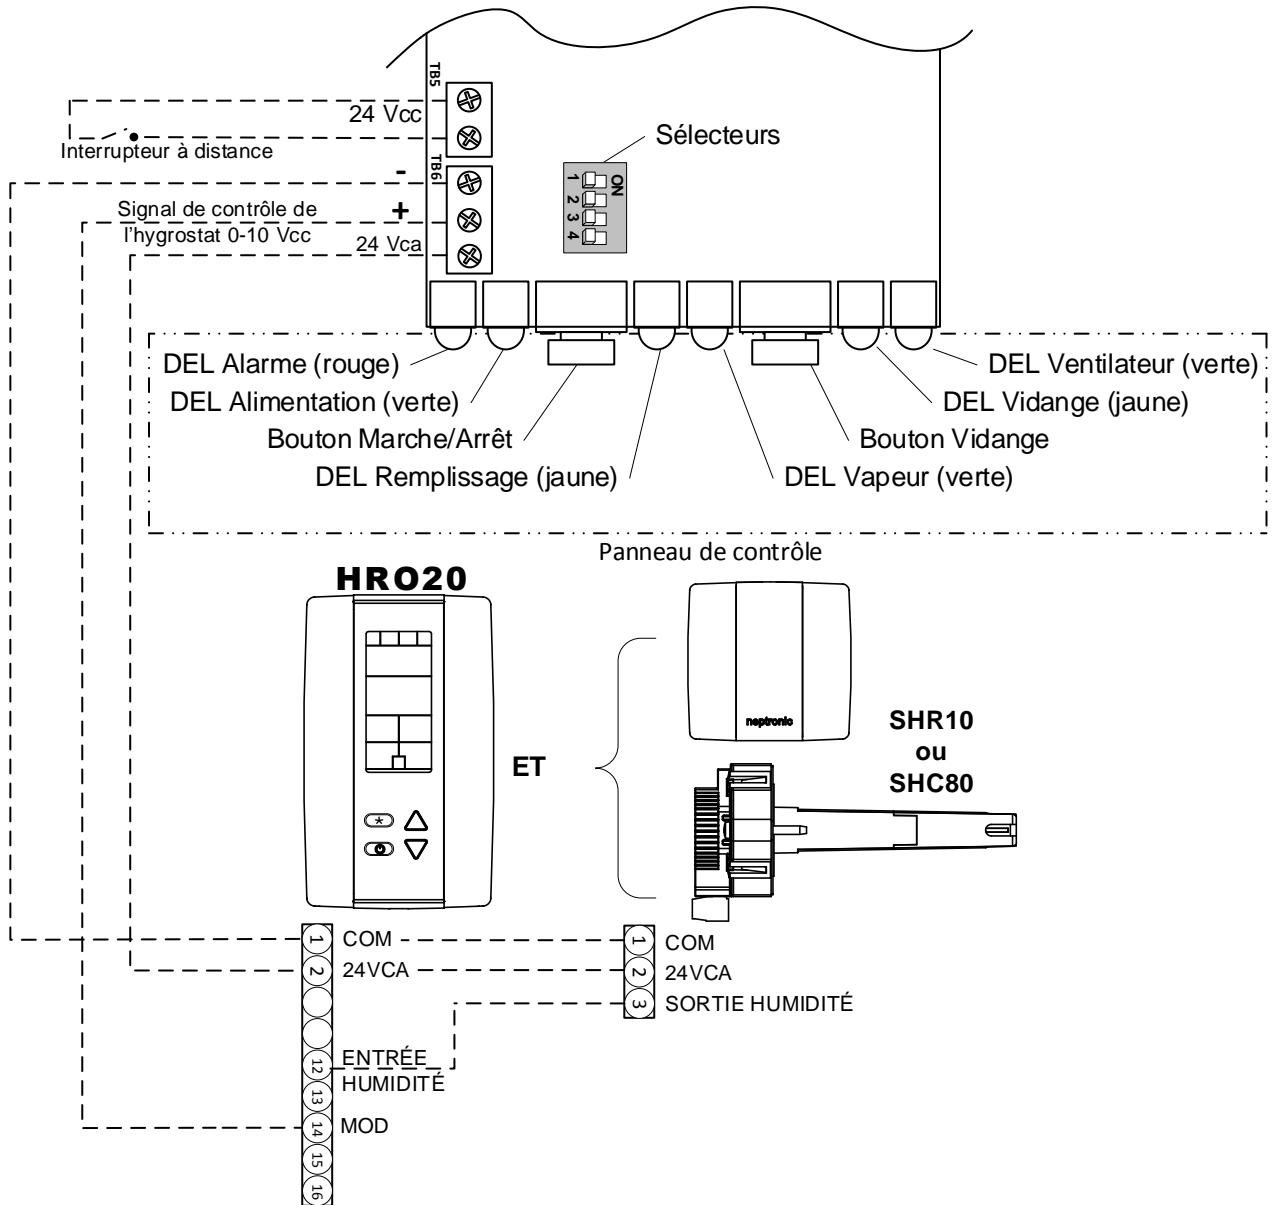 TB5
24 Vcc
Interrupteur à distance
Sélecteurs
ON
1
2
3
4
TB6
-
+
Signal de contrôle de
l'hygrostat 0-10 Vcc
24 Vca
DEL Alarme (rouge)
DEL Ventilateur (verte)
DEL Alimentation (verte)
DEL Vidange (jaune)
Bouton Marche/Arrêt
Bouton Vidange
DEL Remplissage (jaune)
DEL Vapeur (verte)
Panneau de contrôle
HRO20
neptronic
ET
SHR10
ou
SHC80
1 COM
2 24VCA
12 ENTRÉE
HUMIDITÉ
13
14 MOD
15
16
1 COM
2 24VCA
3 SORTIE HUMIDITÉ